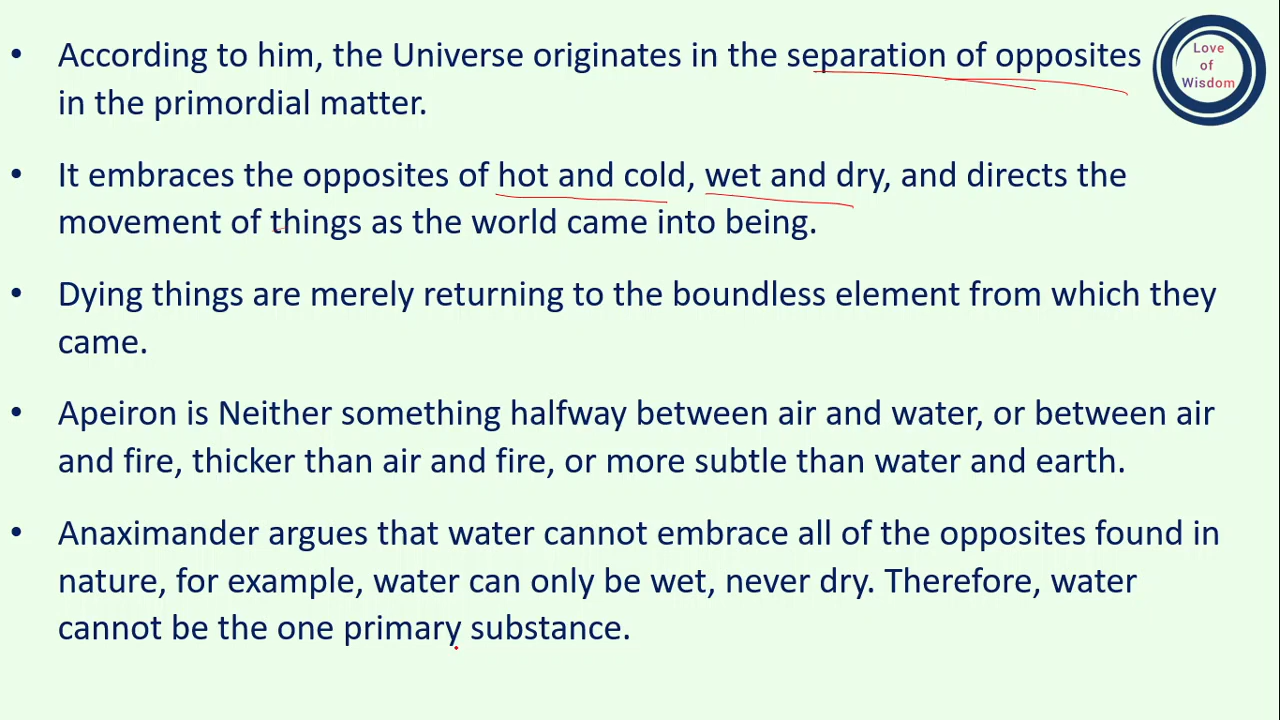 • According to him, the Universe originates in the separation of opposites
in the primordial matter.
• It embraces the opposites of hot and cold, wet and dry, and directs the
movement of things as the world came into being.
• Dying things are merely returning to the boundless element from which they
came.
• Apeiron is Neither something halfway between air and water, or between air
and fire, thicker than air and fire, or more subtle than water and earth.
• Anaximander argues that water cannot embrace all of the opposites found in
nature, for example, water can only be wet, never dry. Therefore, water
cannot be the one primary substance.
Love
of
Wisdom